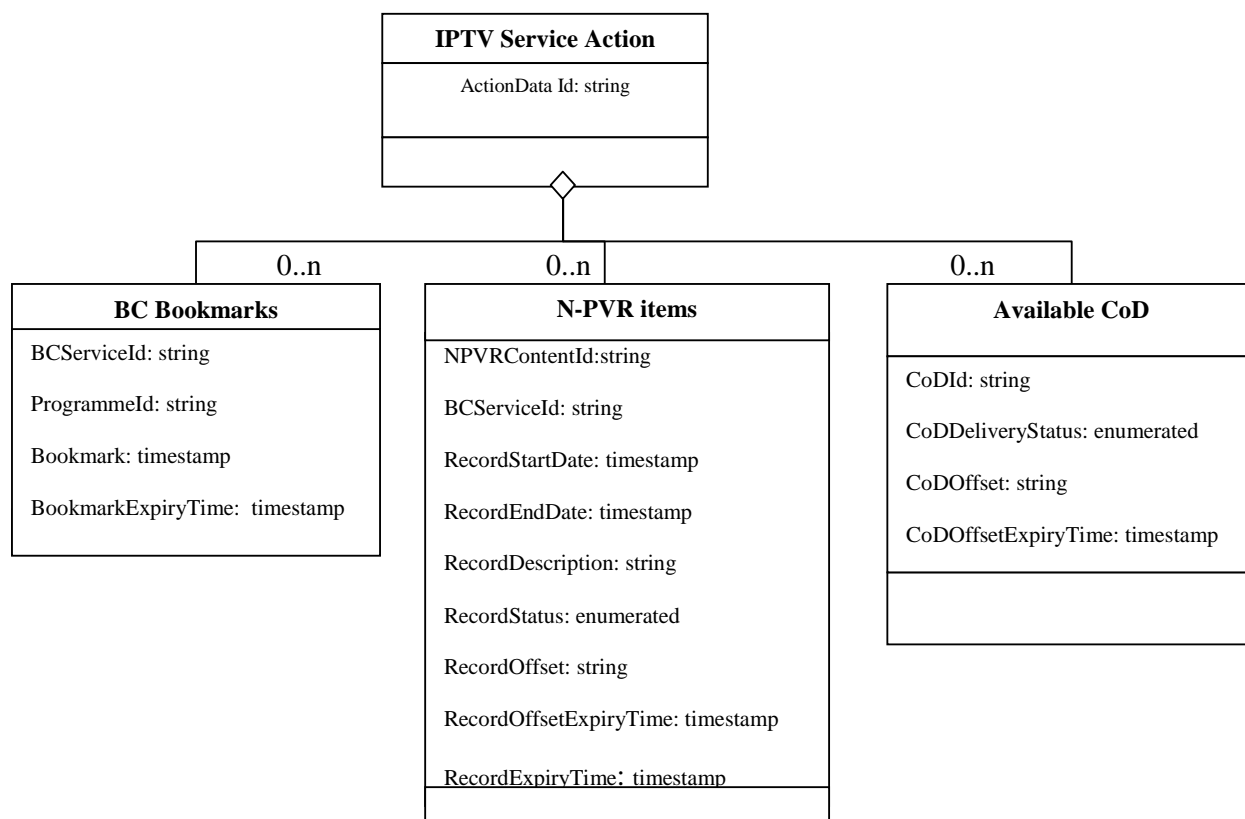 IPTV Service Action
ActionData Id: string
0..n
0..n
0..n
BC Bookmarks
BCServiceId: string
ProgrammeId: string
Bookmark: timestamp
BookmarkExpiryTime:  timestamp
N-PVR items
NPVRContentId:string
BCServiceId: string
RecordStartDate: timestamp
RecordEndDate: timestamp
RecordDescription: string
RecordStatus: enumerated
RecordOffset: string
RecordOffsetExpiryTime: timestamp
RecordExpiryTime: timestamp
Available CoD
CoDId: string
CoDDeliveryStatus: enumerated
CoDOffset: string
CoDOffsetExpiryTime: timestamp